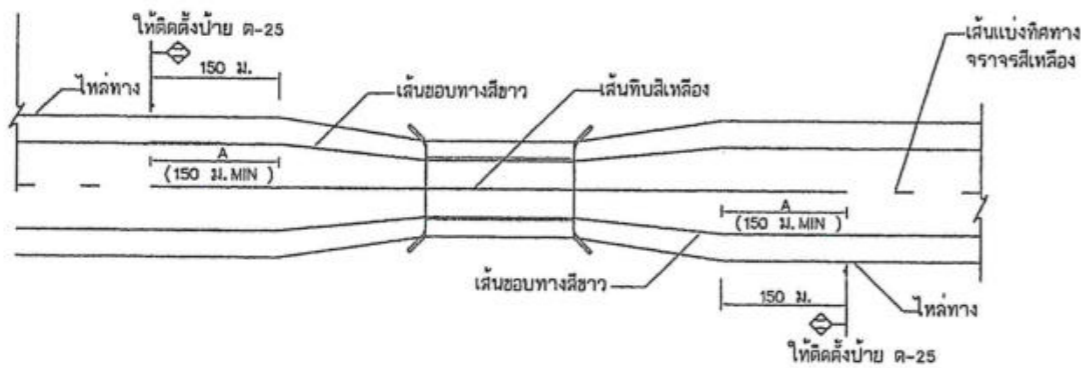 ให้ติดตั้งป้าย ต-25
150 ม.
ไหล่ทาง
เส้นขอบทางสีขาว
เส้นทึบสีเหลือง
เส้นแบ่งทิศทาง
จราจรสีเหลือง
A
(150 ม.MIN )
A
(150 ม.MIN )
เส้นขอบทางสีขาว
150 ม.
ไหล่ทาง
ให้ติดตั้งป้าย ต-25